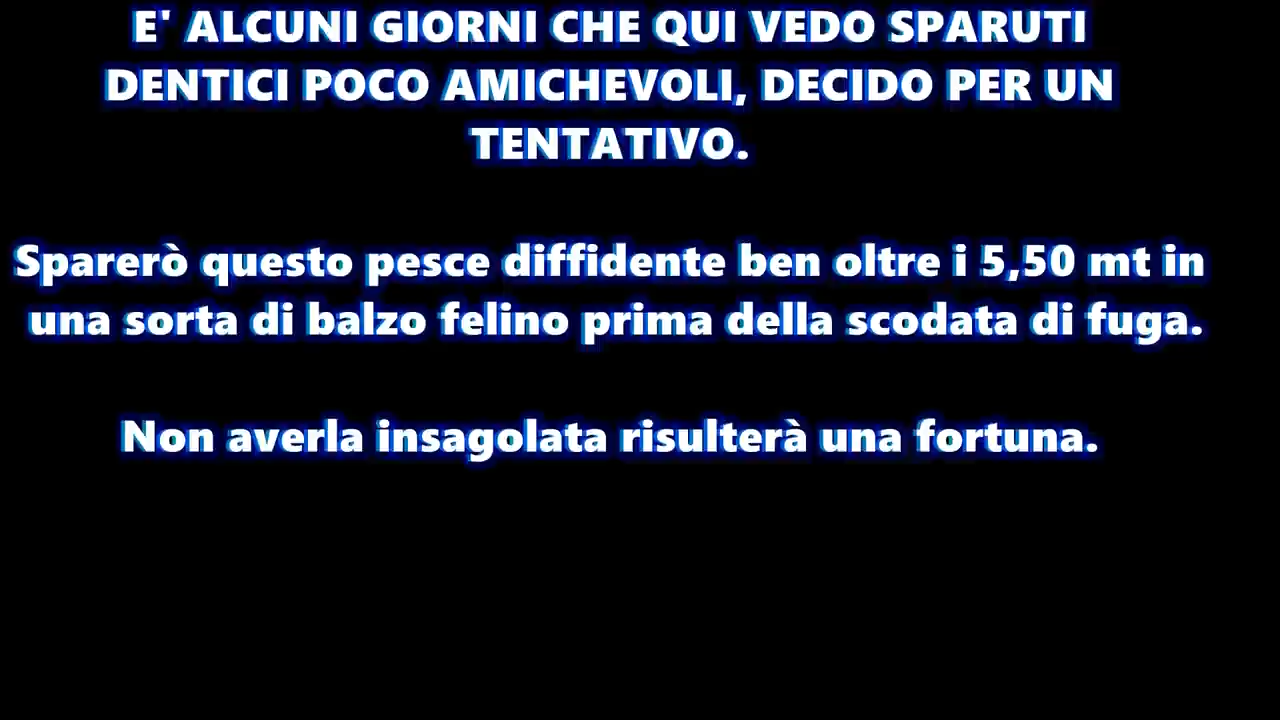 E' ALCUNI GIORNI CHE QUI VEDO SPARUTI
DENTICI POCO AMICHEVOLI, DECIDO PER UN
TENTATIVO.
Sparerò questo pesce diffidente ben oltre i 5,50 mt in
una sorta di balzo felino prima della scodata di fuga.
Non averla insagolata risulterà una fortuna.